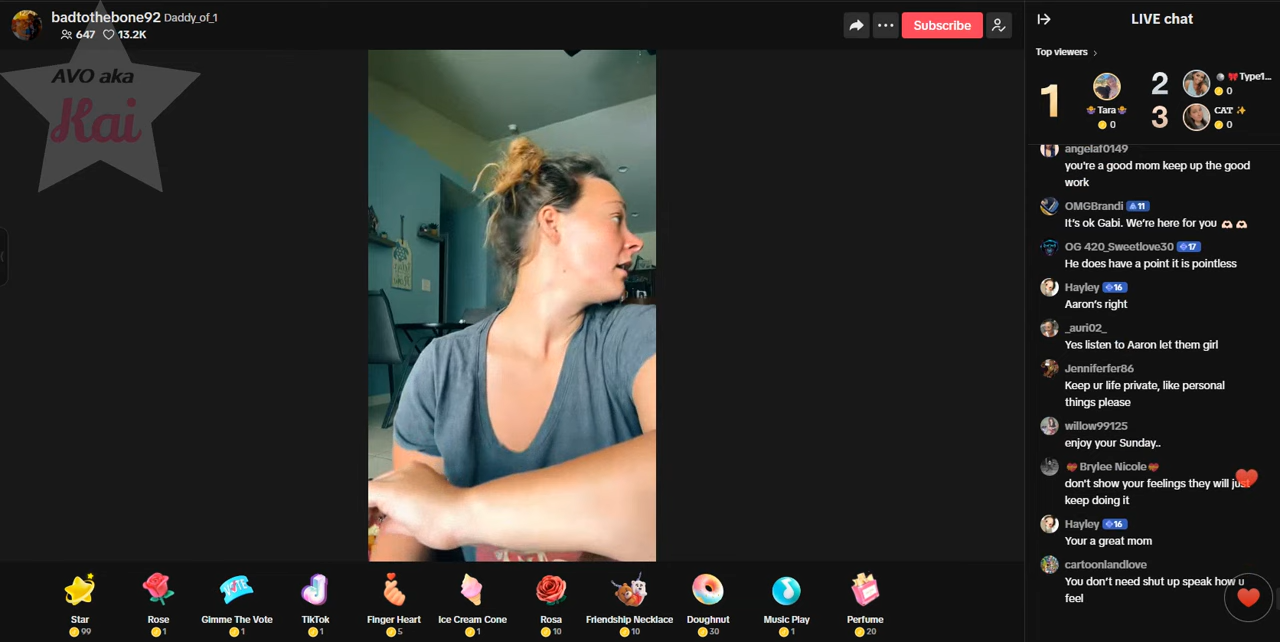 badtothebone92 Daddy_of_1
647 13.2K
AVO aka
Kai
Subscribe
LIVE chat
Top viewers
1
Tara
0
2
Type1...
0
3
CAT
0
angelaf0149
you're a good mom keep up the good
work
OMGBrandi 11
It's ok Gabi. We're here for you
OG 420_Sweetlove30 17
He does have a point it is pointless
Hayley 16
Aaron's right
_auri02_
Yes listen to Aaron let them girl
Jenniferfer86
Keep ur life private, like personal
things please
willow99125
enjoy your Sunday..
Brylee Nicole
don't show your feelings they will just
keep doing it
Hayley 16
Your a great mom
cartoonlandlove
You don't need shut up speak how u
feel
Star Rose Gimme The Vote TikTok Finger Heart Ice Cream Cone Rosa Friendship Necklace Doughnut Music Play Perfume
99 1 1 1 5 1 10 10 30 1 20